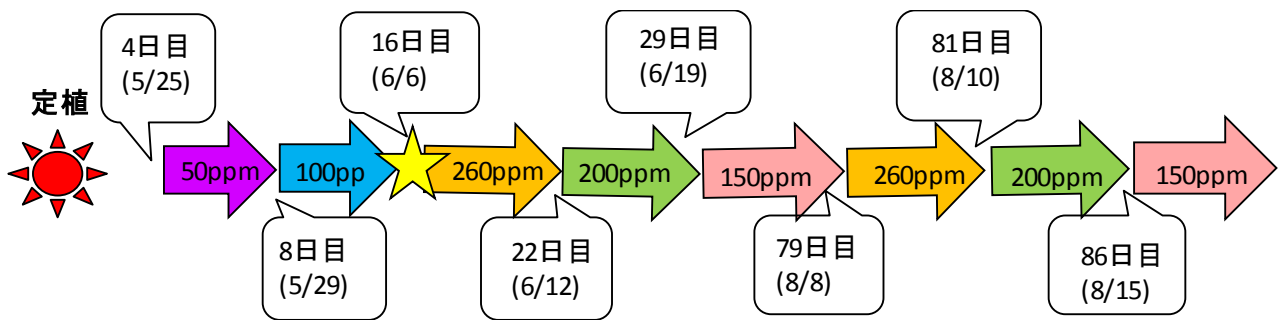 定植
4日目
(5/25)
50ppm
8日目
(5/29)
100pp
16日目
(6/6)
260ppm
22日目
(6/12)
200ppm
29日目
(6/19)
150ppm
79日目
(8/8)
260ppm
81日目
(8/10)
200ppm
86日目
(8/15)
150ppm